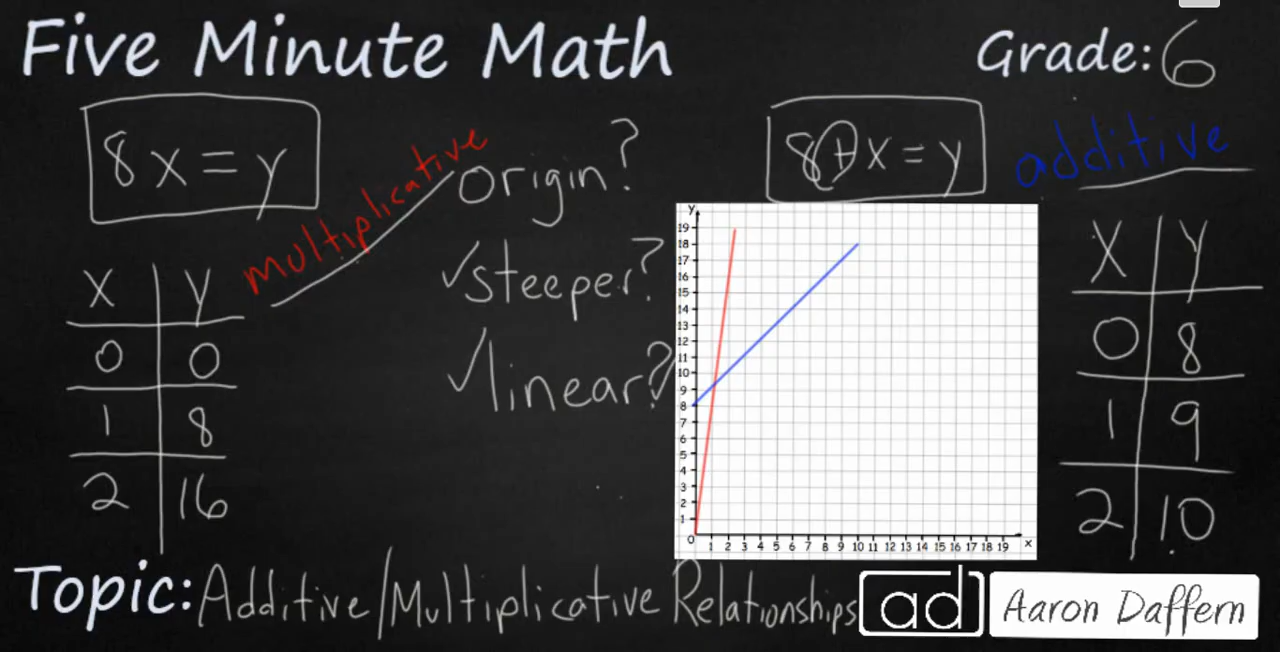 Five Minute Math
Grade: 6
8x = y
multiplicative
X Y
0 0
1 8
2 16
origin?
✓steeper?
✓linear?
8+x = y
additive
y
19
18
17
16
15
14
13
12
11
10
9
8
7
6
5
4
3
2
1
0 1 2 3 4 5 6 7 8 9 10 11 12 13 14 15 16 17 18 19 x
X Y
0 8
1 9
2 10
Topic: Additive/Multiplicative Relationships
ad Aaron Daffern